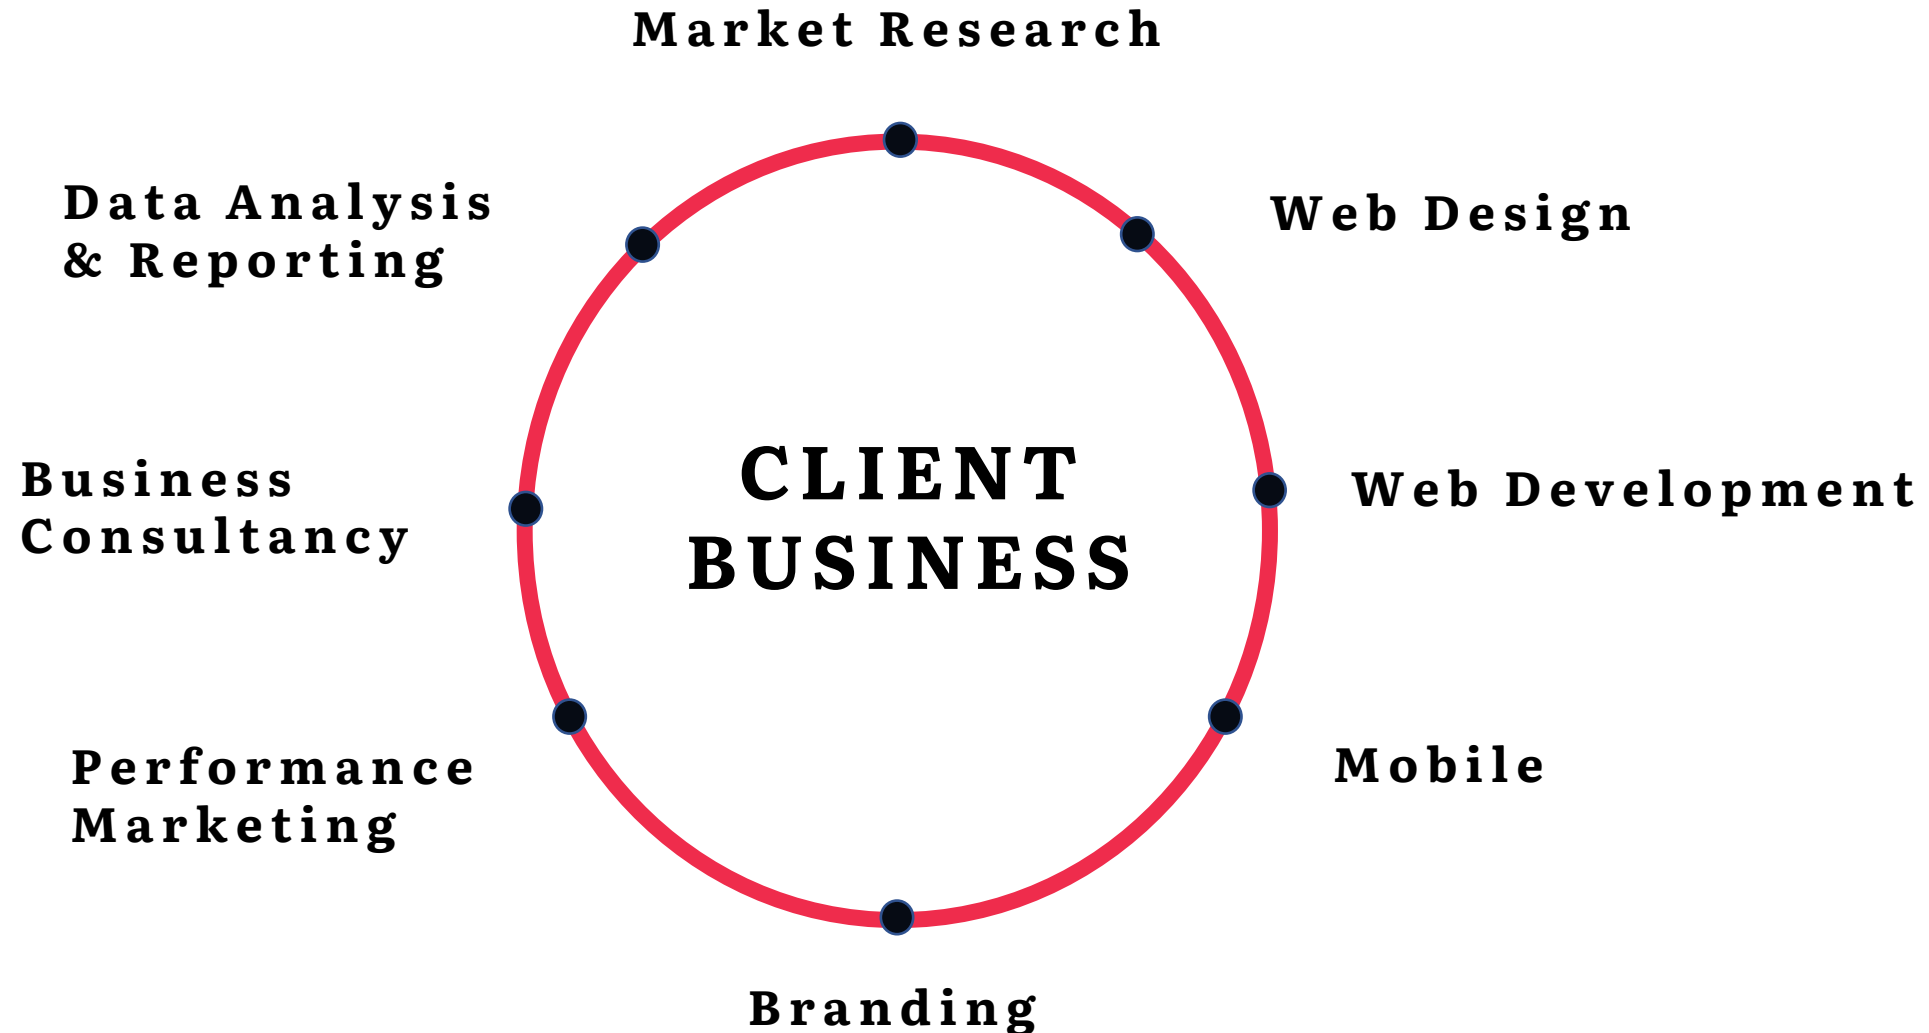 Market Research
Data Analysis
& Reporting
Web Design
CLIENT
BUSINESS
Business
Consultancy
Web Development
Performance
Marketing
Mobile
Branding